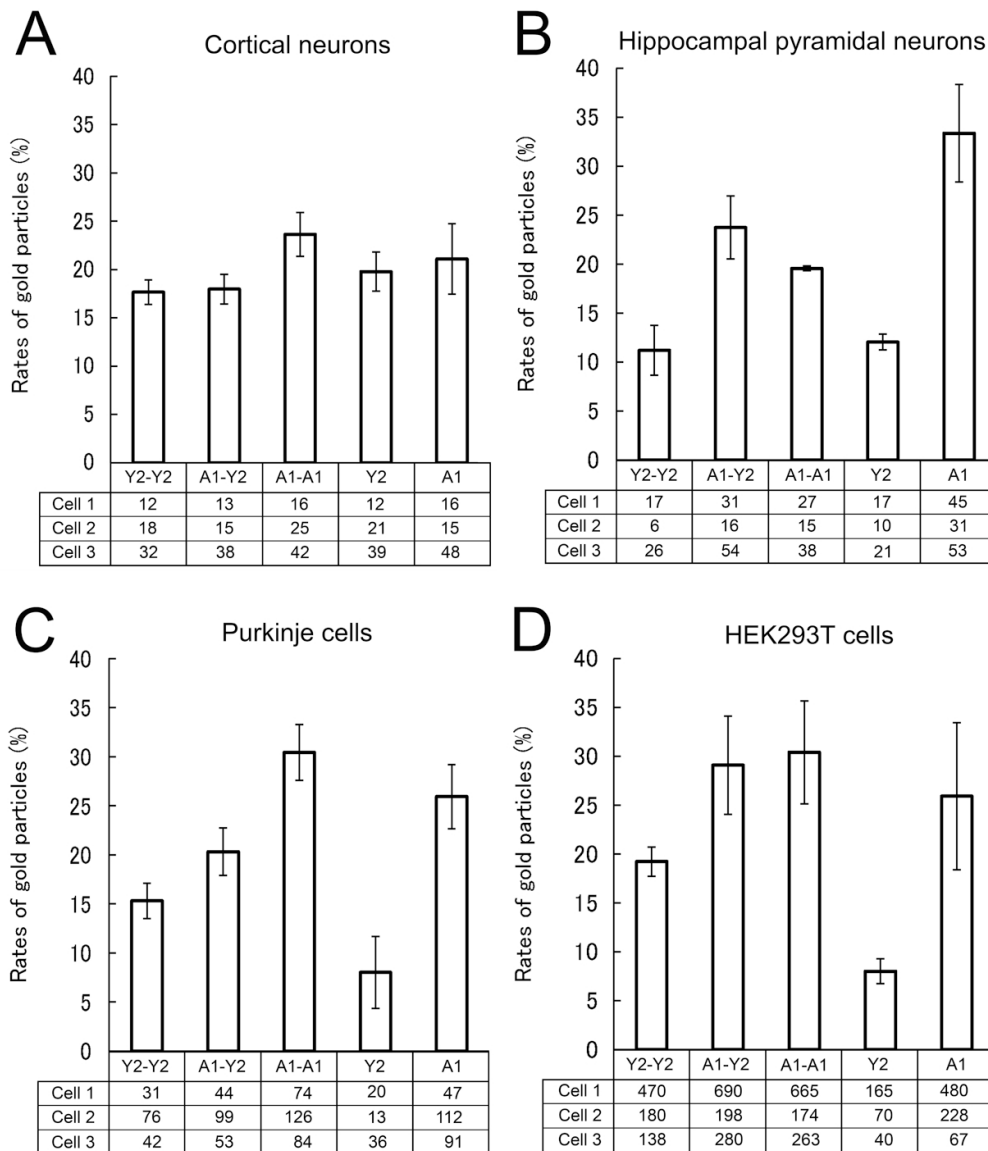 A
Cortical neurons
Rates of gold particles (%)
40
35
30
25
20
15
10
5
0
Y2-Y2 A1-Y2 A1-A1 Y2 A1
Cell 1 12 13 16 12 16
Cell 2 18 15 25 21 15
Cell 3 32 38 42 39 48
B
Hippocampal pyramidal neurons
Rates of gold particles (%)
40
35
30
25
20
15
10
5
0
Y2-Y2 A1-Y2 A1-A1 Y2 A1
Cell 1 17 31 27 17 45
Cell 2 6 16 15 10 31
Cell 3 26 54 38 21 53
C
Purkinje cells
Rates of gold particles (%)
40
35
30
25
20
15
10
5
0
Y2-Y2 A1-Y2 A1-A1 Y2 A1
Cell 1 31 44 74 20 47
Cell 2 76 99 126 13 112
Cell 3 42 53 84 36 91
D
HEK293T cells
Rates of gold particles (%)
40
35
30
25
20
15
10
5
0
Y2-Y2 A1-Y2 A1-A1 Y2 A1
Cell 1 470 690 665 165 480
Cell 2 180 198 174 70 228
Cell 3 138 280 263 40 67